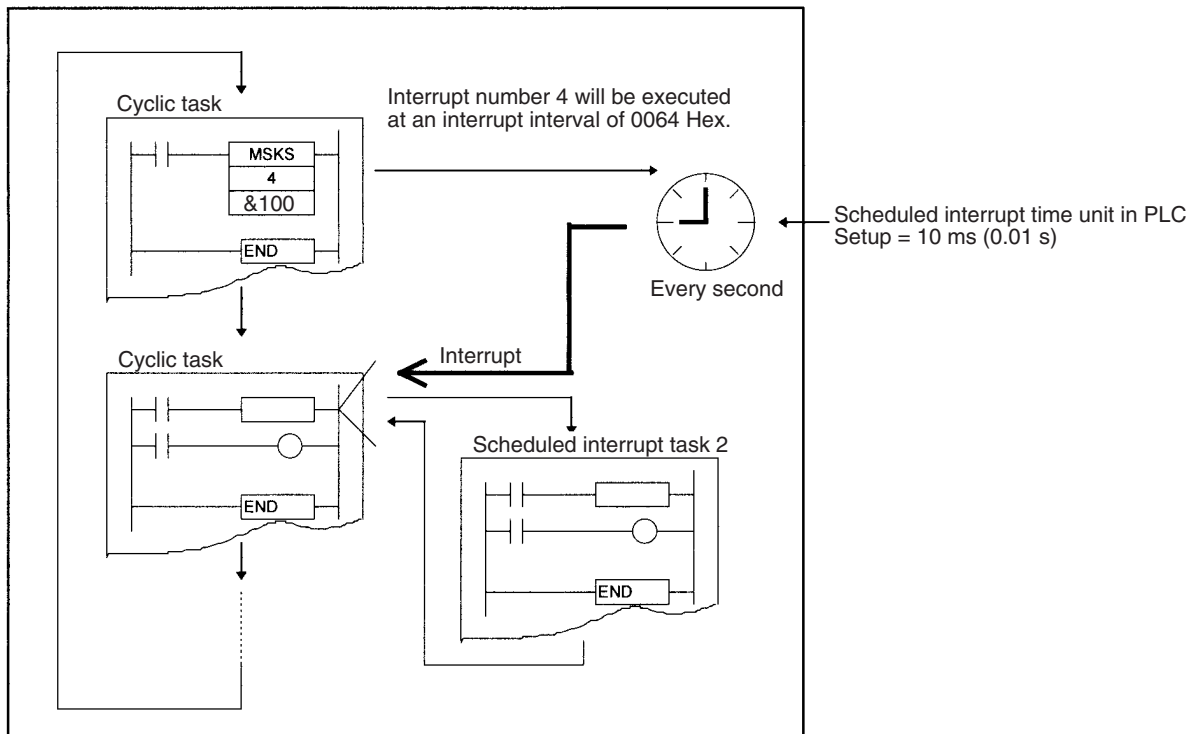 Cyclic task
Interrupt number 4 will be executed
at an interrupt interval of 0064 Hex.
MSKS
4
&100
END
Scheduled interrupt time unit in PLC
Setup = 10 ms (0.01 s)
Every second
Cyclic task
Interrupt
END
Scheduled interrupt task 2
END